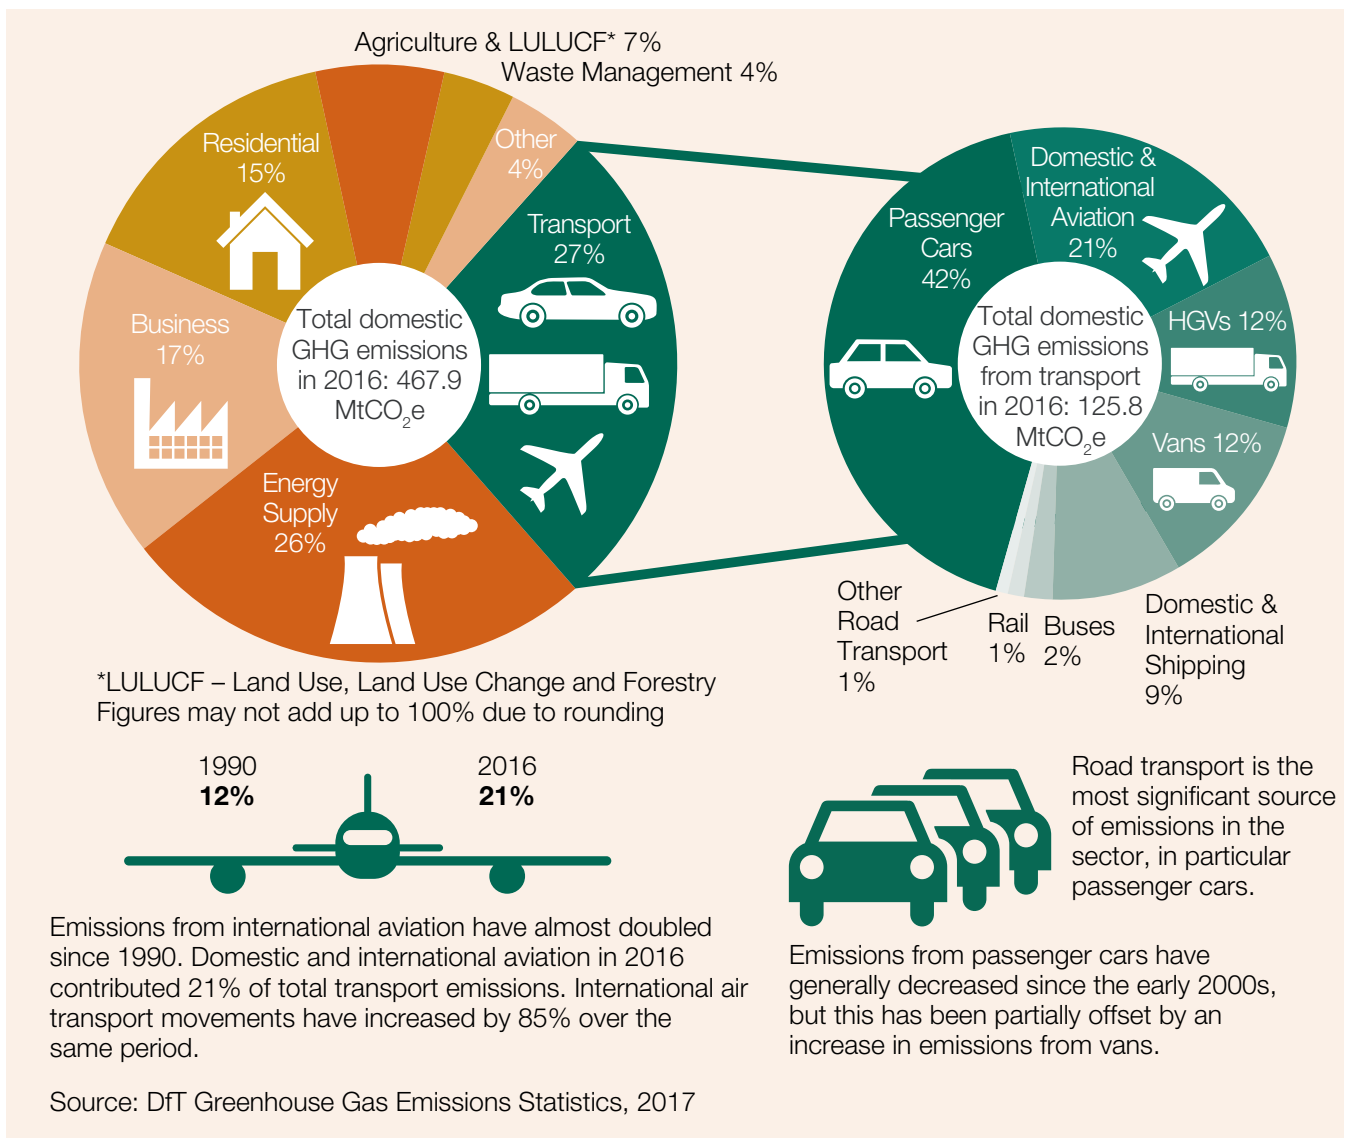 Agriculture & LULUCF* 7%
Waste Management 4%
Other
4%
Residential
15%
Transport
27%
Business
17%
Total domestic
GHG emissions
in 2016: 467.9
MtCO2e
Energy
Supply
26%
Domestic &
International
Aviation
21%
Passenger
Cars
42%
HGVs 12%
Total domestic
GHG emissions
from transport
in 2016: 125.8
MtCO2e
Vans 12%
Other
Road
Transport
1%
Rail
1%
Buses
2%
Domestic &
International
Shipping
9%
*LULUCF – Land Use, Land Use Change and Forestry
Figures may not add up to 100% due to rounding
1990
12%
2016
21%
Emissions from international aviation have almost doubled
since 1990. Domestic and international aviation in 2016
contributed 21% of total transport emissions. International air
transport movements have increased by 85% over the
same period.
Road transport is the
most significant source
of emissions in the
sector, in particular
passenger cars.
Emissions from passenger cars have
generally decreased since the early 2000s,
but this has been partially offset by an
increase in emissions from vans.
Source: DfT Greenhouse Gas Emissions Statistics, 2017